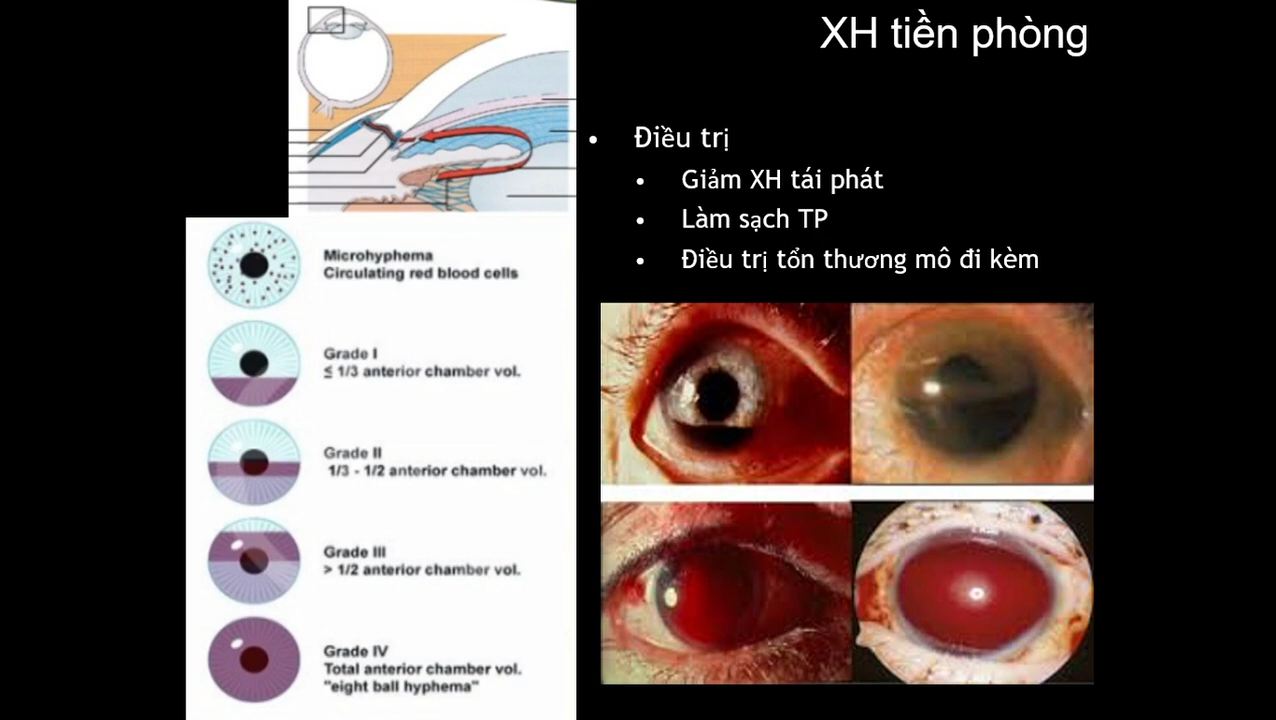 XH tiền phòng
• Điều trị
• Giảm XH tái phát
• Làm sạch TP
• Điều trị tổn thương mô đi kèm
Microhyphema
Circulating red blood cells
Grade I
≤ 1/3 anterior chamber vol.
Grade II
1/3 - 1/2 anterior chamber vol.
Grade III
> 1/2 anterior chamber vol.
Grade IV
Total anterior chamber vol.
"eight ball hyphema"